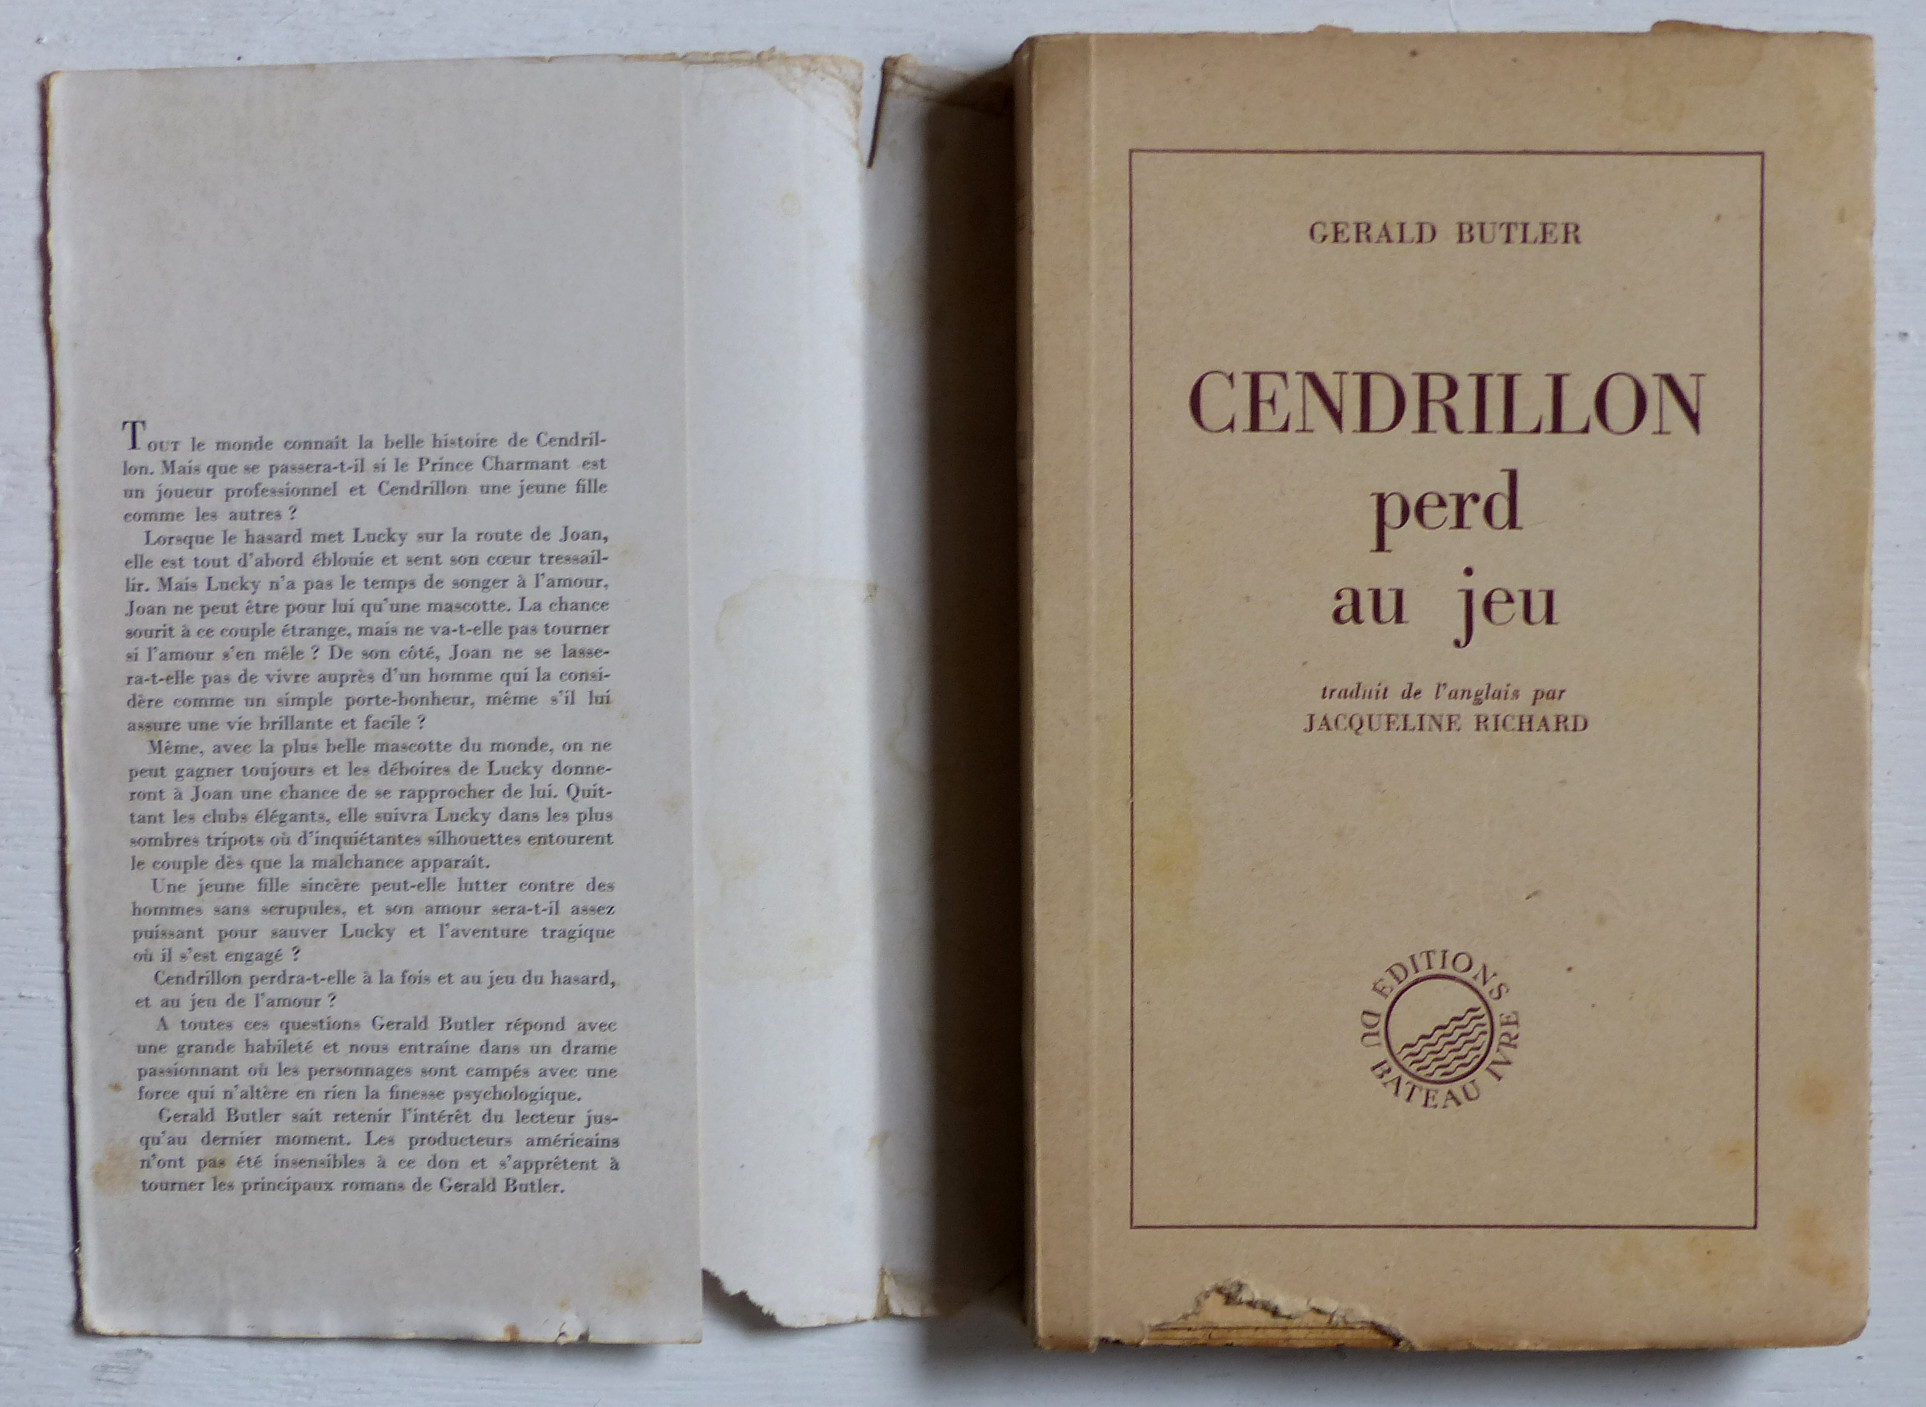 Tout le monde connaît la belle histoire de Cendril-
lon. Mais que se passera-t-il si le Prince Charmant est
un joueur professionnel et Cendrillon une jeune fille
comme les autres ?
Lorsque le hasard met Lucky sur la route de Joan,
elle est tout d'abord éblouie et sent son cœur tressail-
lir. Mais Lucky n'a pas le temps de songer à l'amour,
Joan ne peut être pour lui qu'une mascotte. La chance
sourit à ce couple étrange, mais ne va-t-elle pas tourner
si l'amour s'en mêle ? De son côté, Joan ne se lasse-
ra-t-elle pas de vivre auprès d'un homme qui la consi-
dère comme un simple porte-bonheur, même s'il lui
assure une vie brillante et facile ?
Même, avec la plus belle mascotte du monde, on ne
peut gagner toujours et les déboires de Lucky donne-
ront à Joan une chance de se rapprocher de lui. Quit-
tant les clubs élégants, elle suivra Lucky dans les plus
sombres tripots où d'inquiétantes silhouettes entourent
le couple dès que la malchance apparaît.
Une jeune fille sincère peut-elle lutter contre des
hommes sans scrupules, et son amour sera-t-il assez
puissant pour sauver Lucky et l'aventure tragique
où il s'est engagé ?
Cendrillon perdra-t-elle à la fois et au jeu du hasard,
et au jeu de l'amour ?
A toutes ces questions Gerald Butler répond avec
une grande habileté et nous entraîne dans un drame
passionnant où les personnages sont campés avec une
force qui n'altère en rien la finesse psychologique.
Gerald Butler sait retenir l'intérêt du lecteur jus-
qu'au dernier moment. Les producteurs américains
n'ont pas été insensibles à ce don et s'apprêtent à
tourner les principaux romans de Gerald Butler.
GERALD BUTLER
CENDRILLON
perd
au jeu
traduit de l'anglais par
JACQUELINE RICHARD
ÉDITIONS DU BATEAU IVRE